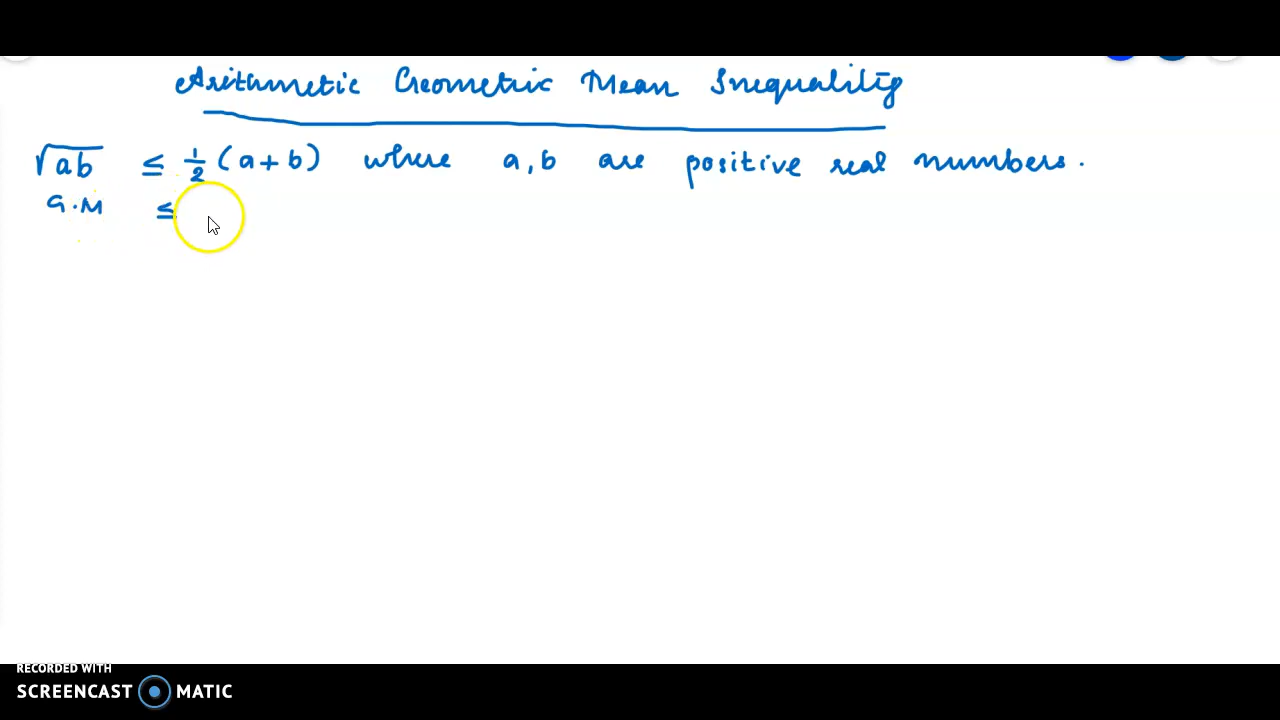 Arithmetic Geometric Mean Inequality
√ab ≤ 1/2 (a+b) where a,b are positive real numbers.
G.M ≤
RECORDED WITH
SCREENCAST MATIC